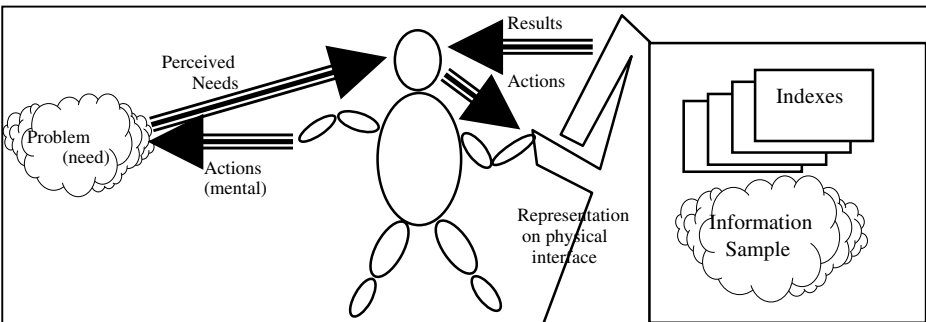 Results
Perceived
Needs
Actions
Indexes
Problem
(need)
Actions
(mental)
Representation
on physical
interface
Information
Sample